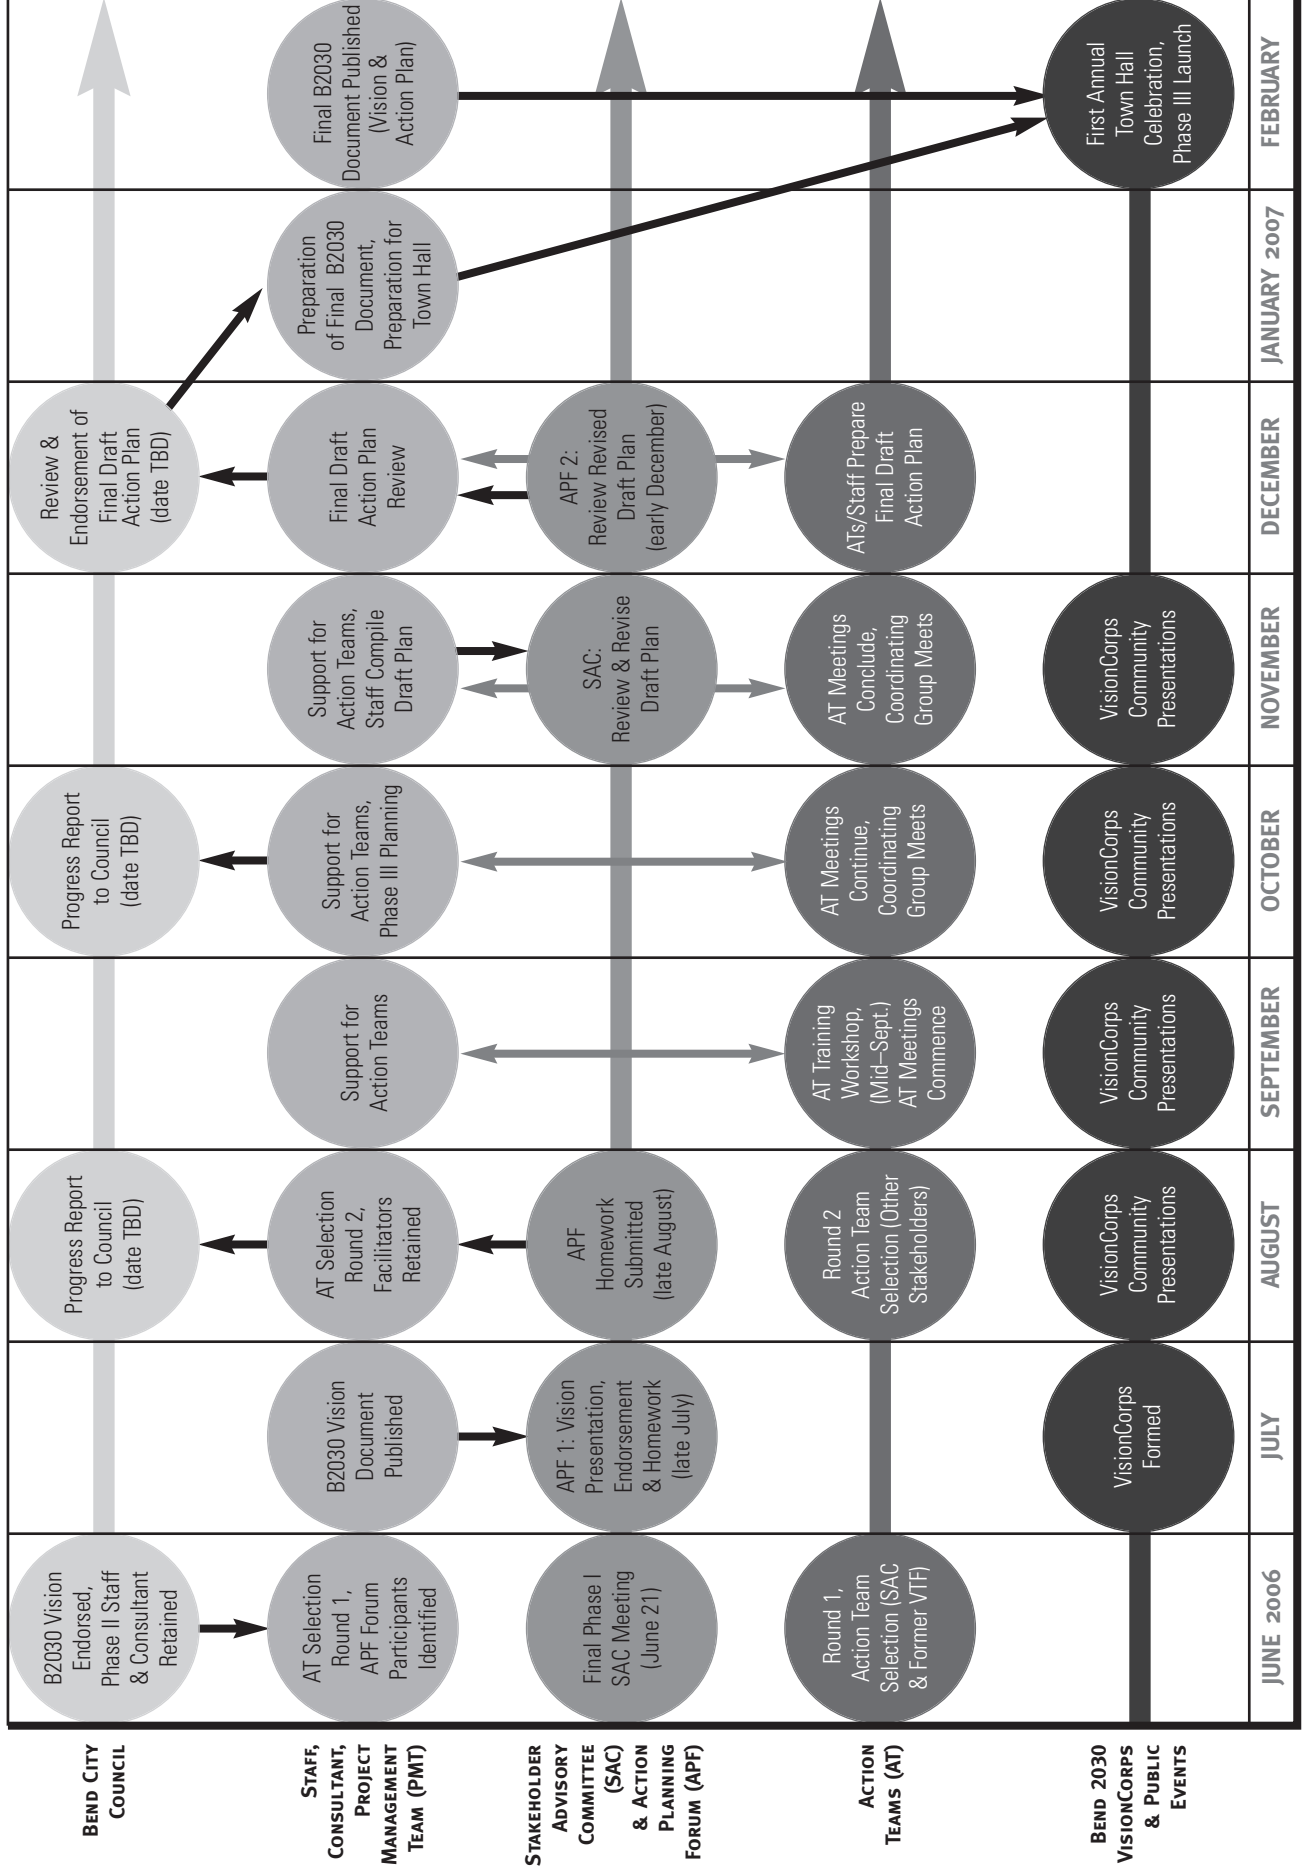 BEND CITY
COUNCIL
B2030 Vision
Endorsed,
Phase II Staff
& Consultant
Retained
Progress Report
to Council
(date TBD)
Progress Report
to Council
(date TBD)
Review &
Endorsement of
Final Draft
Action Plan
(date TBD)
STAFF,
CONSULTANT,
PROJECT
MANAGEMENT
TEAM (PMT)
AT Selection
Round 1,
APF Forum
Participants
Identified
B2030 Vision
Document
Published
AT Selection
Round 2,
Facilitators
Retained
Support for
Action Teams
Support for
Action Teams,
Phase III Planning
Support for
Action Teams,
Staff Compile
Draft Plan
Final Draft
Action Plan
Review
Preparation
of Final B2030
Document,
Preparation for
Town Hall
Final B2030
Document Published
(Vision &
Action Plan)
STAKEHOLDER
ADVISORY
COMMITTEE
(SAC)
& ACTION
PLANNING
FORUM (APF)
Final Phase I
SAC Meeting
(June 21)
APF 1: Vision
Presentation,
Endorsement
& Homework
(late July)
APF
Homework
Submitted
(late August)
SAC:
Review & Revise
Draft Plan
APF 2:
Review Revised
Draft Plan
(early December)
ACTION
TEAMS (AT)
Round 1,
Action Team
Selection (SAC
& Former VTF)
Round 2
Action Team
Selection (Other
Stakeholders)
AT Training
Workshop,
(Mid–Sept.)
AT Meetings
Commence
AT Meetings
Continue,
Coordinating
Group Meets
AT Meetings
Conclude,
Coordinating
Group Meets
ATs/Staff Prepare
Final Draft
Action Plan
BEND 2030
VISIONCORPS
& PUBLIC
EVENTS
VisionCorps
Formed
VisionCorps
Community
Presentations
VisionCorps
Community
Presentations
VisionCorps
Community
Presentations
VisionCorps
Community
Presentations
First Annual
Town Hall
Celebration,
Phase III Launch
JUNE 2006
JULY
AUGUST
SEPTEMBER
OCTOBER
NOVEMBER
DECEMBER
JANUARY 2007
FEBRUARY